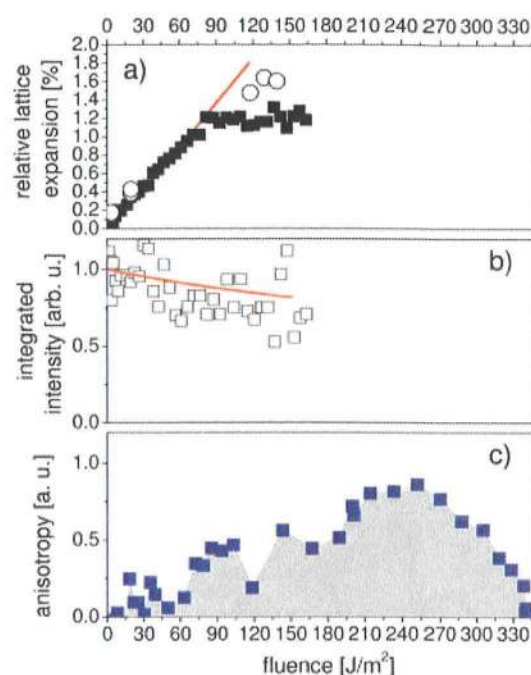 0 30 60 90 120 150 180 210 240 270 300 330
2.0
1.8
1.6
1.4
1.2
1.0
0.8
0.6
0.4
0.2
0.0
relative lattice
expansion [%]
a)
1.0
0.5
0.0
integrated
intensity [arb. u.]
b)
1.0
0.5
0.0
anisotropy [a. u.]
c)
0 30 60 90 120 150 180 210 240 270 300 330
fluence [J/m²]